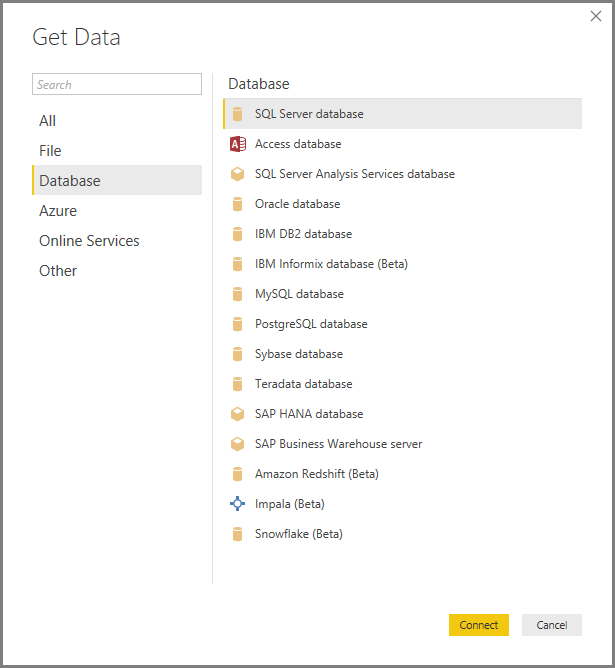 Get Data
Search
All
File
Database
Azure
Online Services
Other
Database
SQL Server database
A Access database
SQL Server Analysis Services database
Oracle database
IBM DB2 database
IBM Informix database (Beta)
MySQL database
PostgreSQL database
Sybase database
Teradata database
SAP HANA database
SAP Business Warehouse server
Amazon Redshift (Beta)
Impala (Beta)
Snowflake (Beta)
Connect Cancel